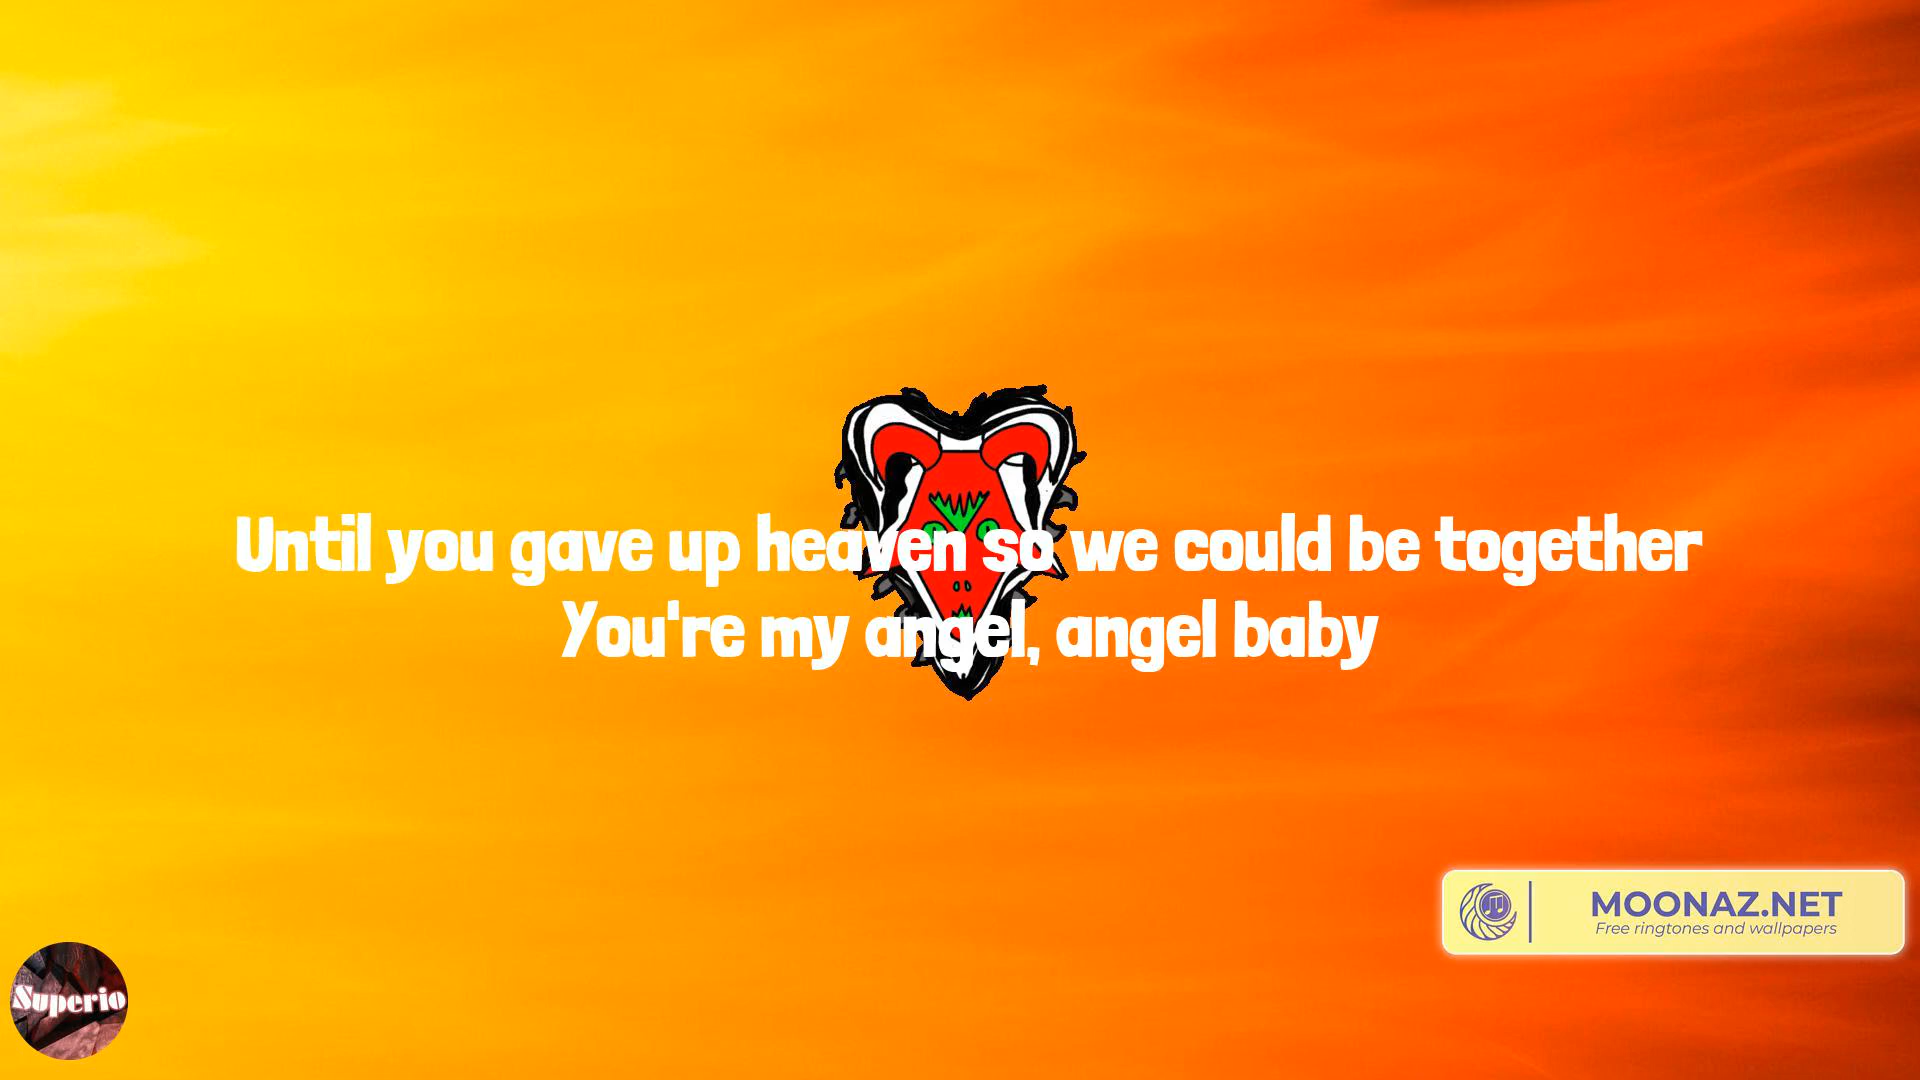 Until you gave up heaven so we could be together
You're my angel, angel baby
MOONAZ.NET
Free ringtones and wallpapers
Superio